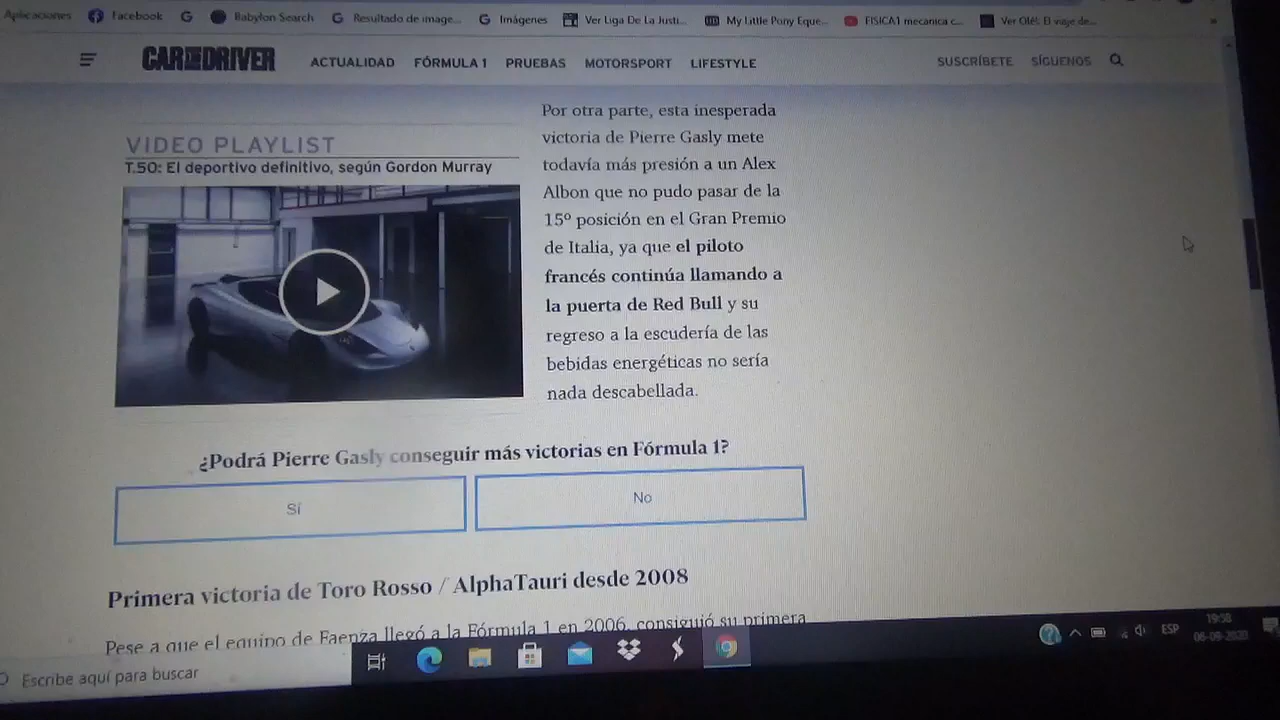 Aplicaciones Facebook Babylon Search Resultado de image... Imágenes Ver Liga De La Justi... My Little Pony Eque... FISICA1 mecanica c... Ver Olé!: El viaje de... »
CAR AND DRIVER ACTUALIDAD FÓRMULA 1 PRUEBAS MOTORSPORT LIFESTYLE SUSCRÍBETE SÍGUENOS
VIDEO PLAYLIST
T.50: El deportivo definitivo, según Gordon Murray
Por otra parte, esta inesperada
victoria de Pierre Gasly mete
todavía más presión a un Alex
Albon que no pudo pasar de la
15º posición en el Gran Premio
de Italia, ya que el piloto
francés continúa llamando a
la puerta de Red Bull y su
regreso a la escudería de las
bebidas energéticas no sería
nada descabellada.
¿Podrá Pierre Gasly conseguir más victorias en Fórmula 1?
Sí No
Primera victoria de Toro Rosso / AlphaTauri desde 2008
Pese a que el equipo de Faenza llegó a la Fórmula 1 en 2006, consiguió su primera
Escribe aquí para buscar
ESP
19:58
06-09-2020